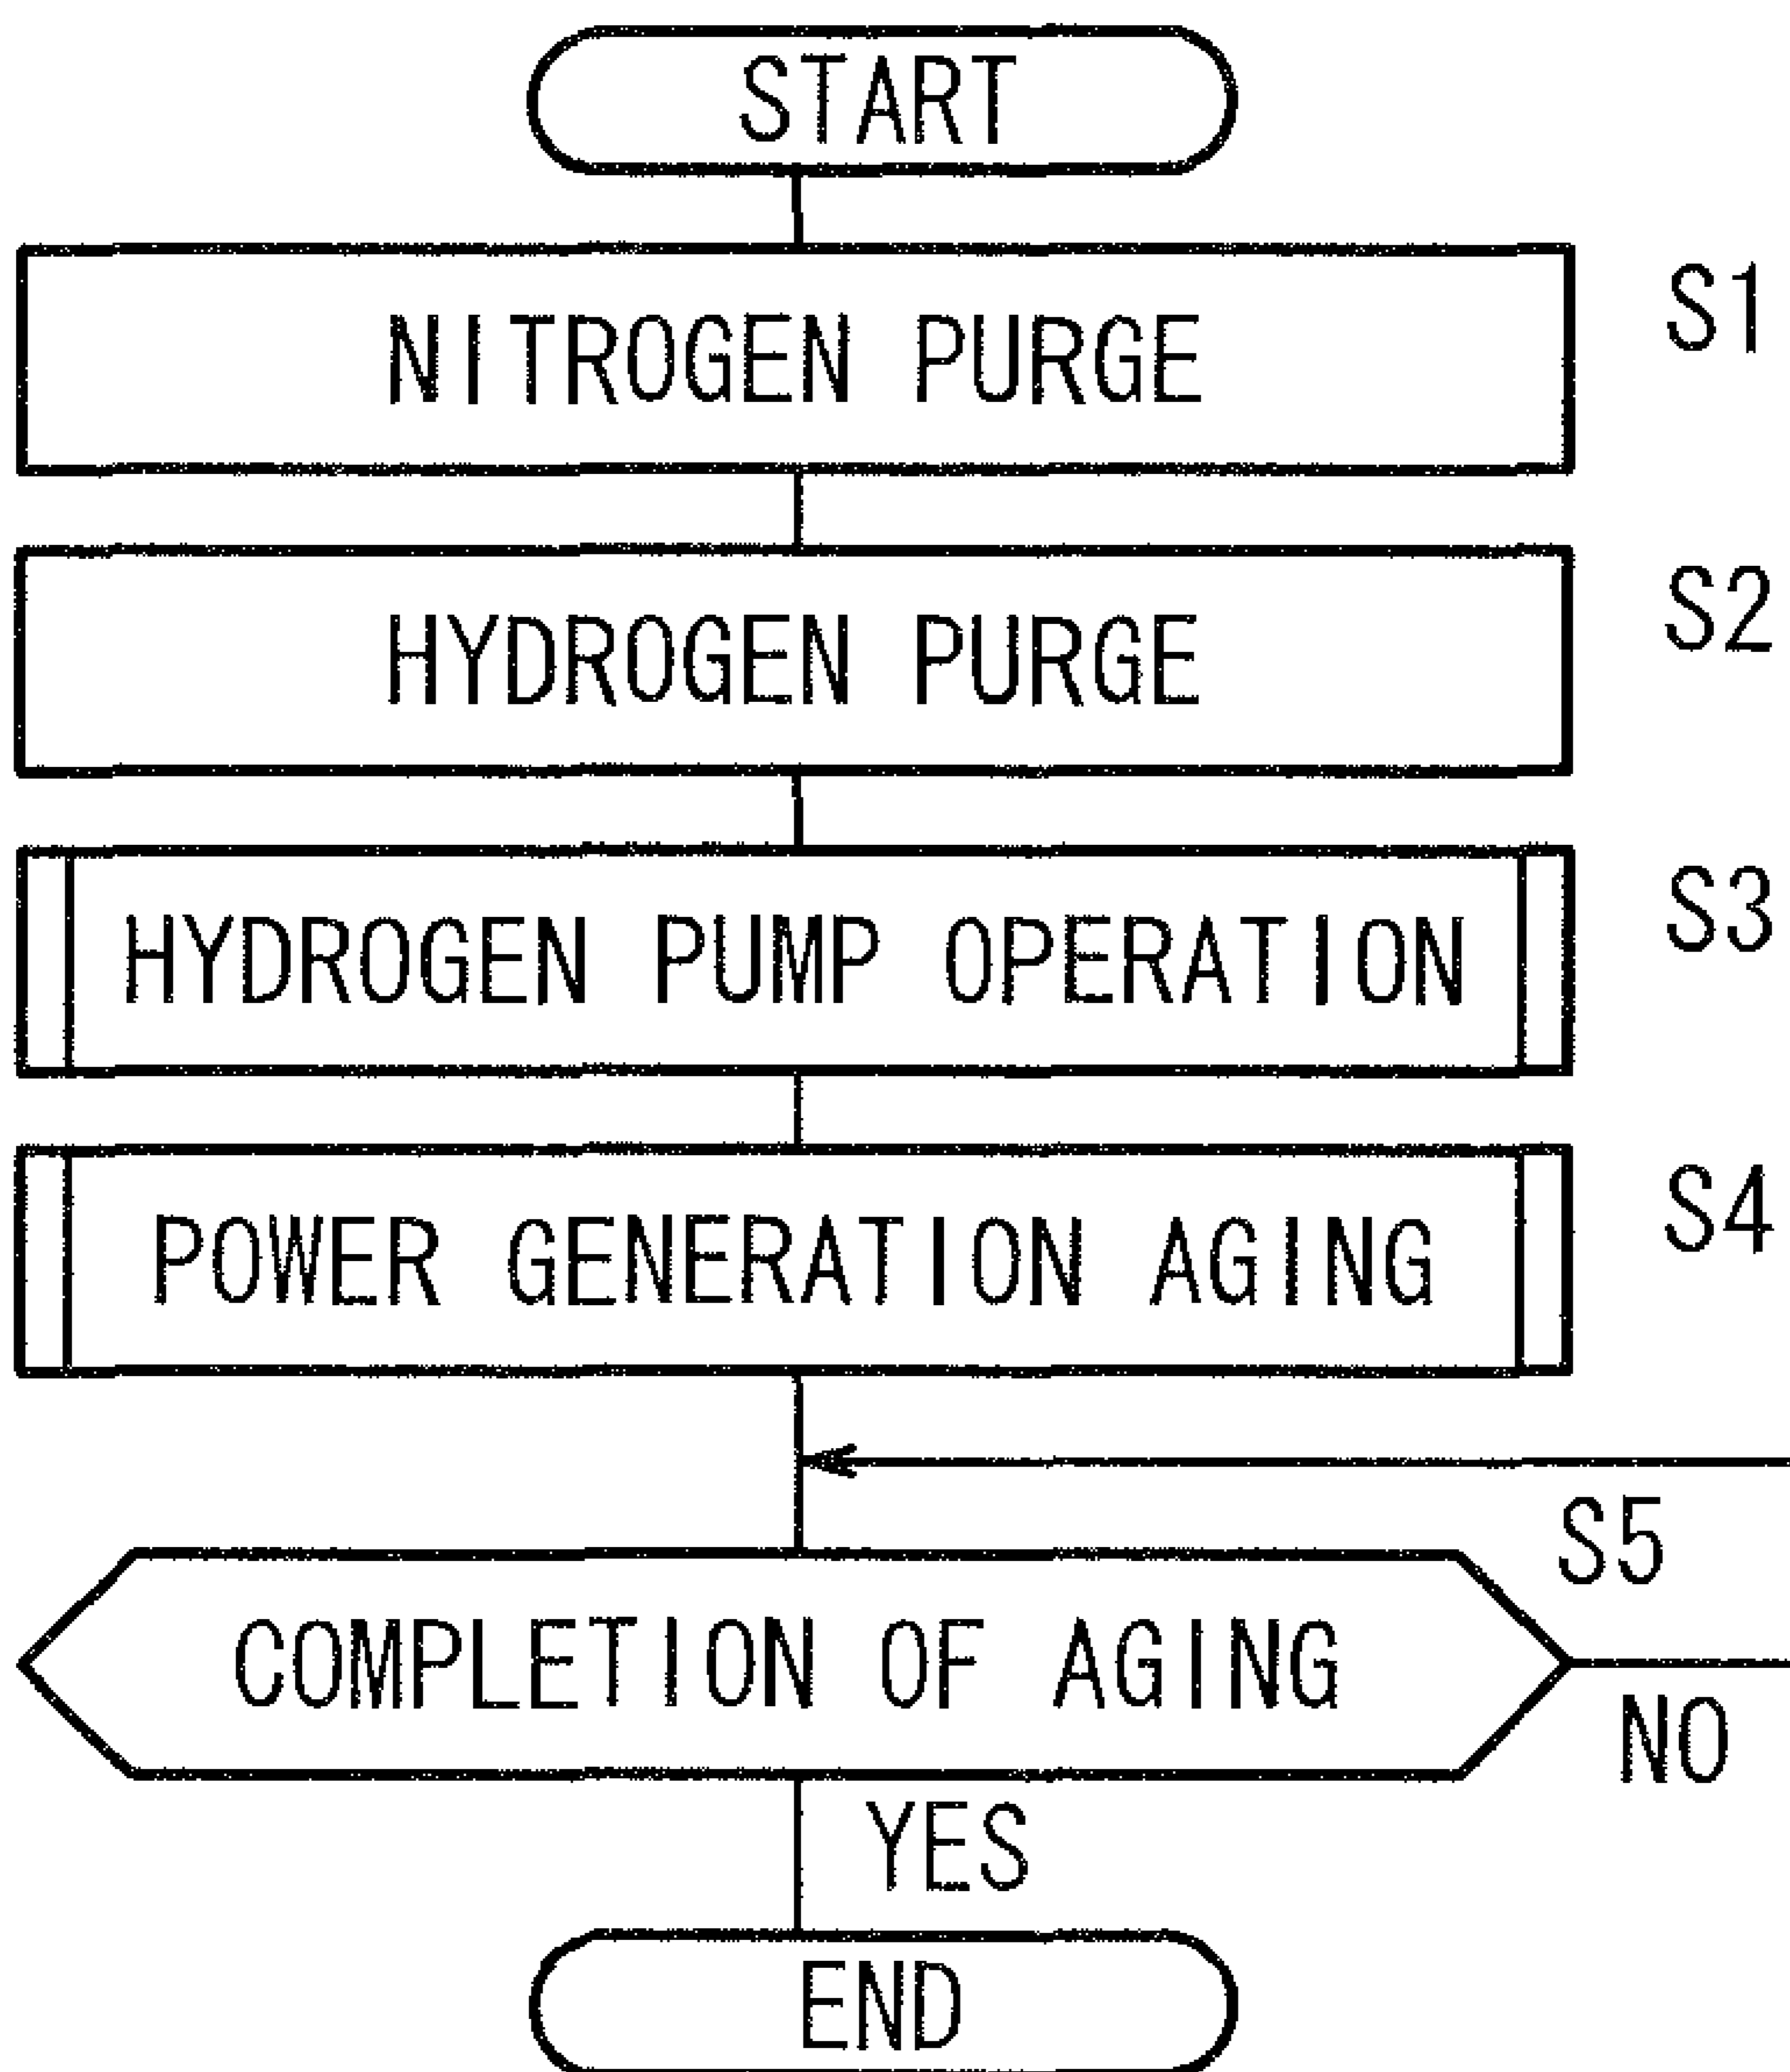 START
NITROGEN PURGE S1
HYDROGEN PURGE S2
HYDROGEN PUMP OPERATION S3
POWER GENERATION AGING S4
S5
COMPLETION OF AGING
NO
YES
END